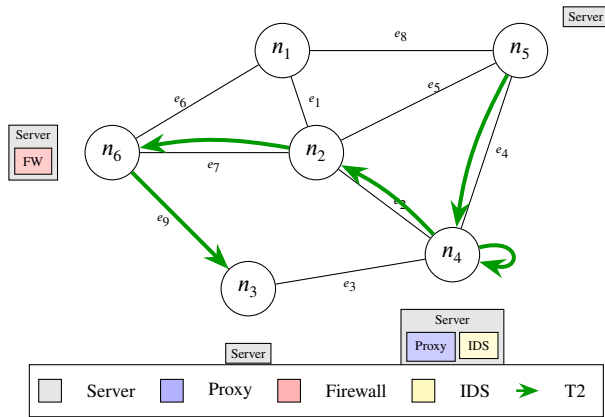 Server
n₁
e₈
n₅
e₆
e₁
e₅
Server
FW
n₆
e₇
n₂
e₄
e₂
e₉
n₄
n₃
e₃
Server
Proxy IDS
Server
Server Proxy Firewall IDS T2